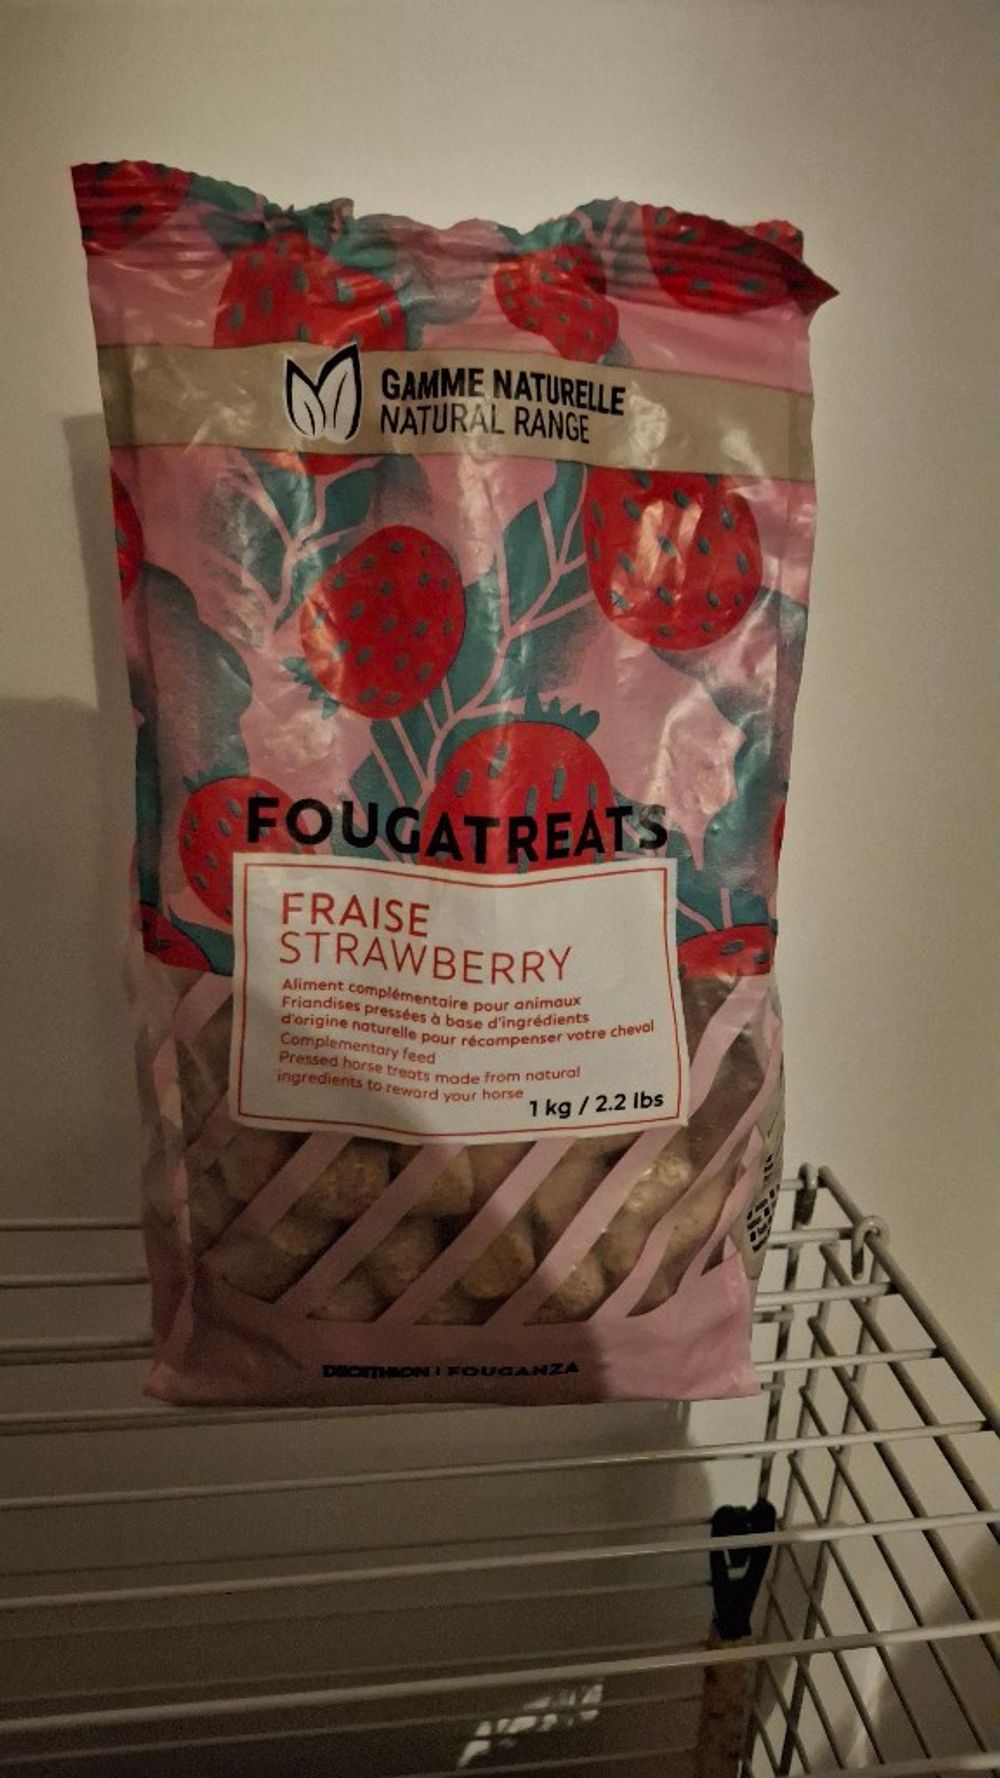 GAMME NATURELLE
NATURAL RANGE
FOUGATREATS
FRAISE
STRAWBERRY
Aliment complémentaire pour animaux
Friandises pressées à base d'ingrédients
d'origine naturelle pour récompenser votre cheval
Complementary feed
Pressed horse treats made from natural
ingredients to reward your horse
1 kg / 2.2 lbs
DECATHLON | FOUGANZA